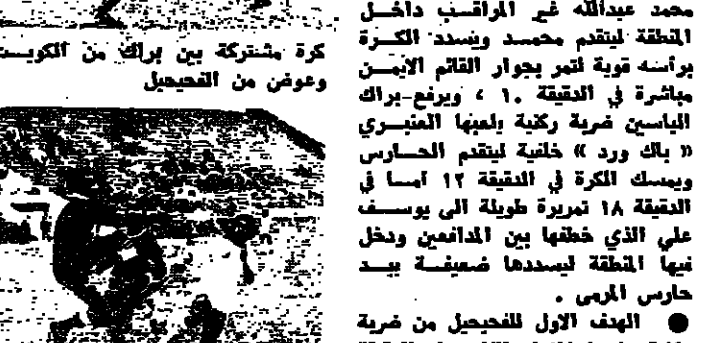 محمد عبدالله غير المراقب داخل
المنطقة ليتقدم محمد ويسدد الكرة
برأسه قوية لتمر بجوار القائم الايمن
مباشرة في الدقيقة ١٠ ، ويرفع براك
الياسين ضربة ركنية يلعبها العنبري
« باك ورد » خلفية ليتقدم الحارس
ويمسك الكرة في الدقيقة ١٢ امسا في
الدقيقة ١٨ تمريرة طويلة الى يوسف
علي الذي خطفها بين المدافعين ودخل
فيها المنطقة ليسددها ضعيفة بيد
حارس المرمى .
● الهدف الاول للفحيحيل من ضربة
كرة مشتركة بين براك من الكويت
وعوض من الفحيحيل